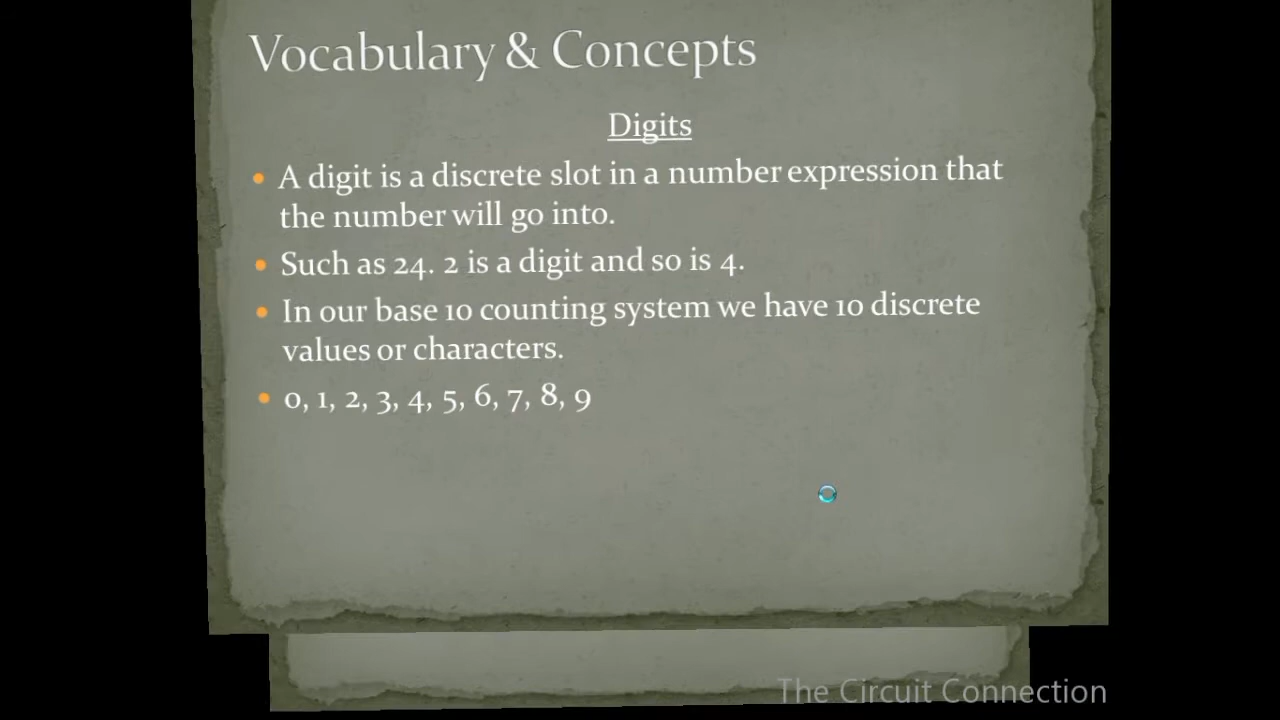 Vocabulary & Concepts
Digits
• A digit is a discrete slot in a number expression that
the number will go into.
• Such as 24. 2 is a digit and so is 4.
• In our base 10 counting system we have 10 discrete
values or characters.
• 0, 1, 2, 3, 4, 5, 6, 7, 8, 9
The Circuit Connection